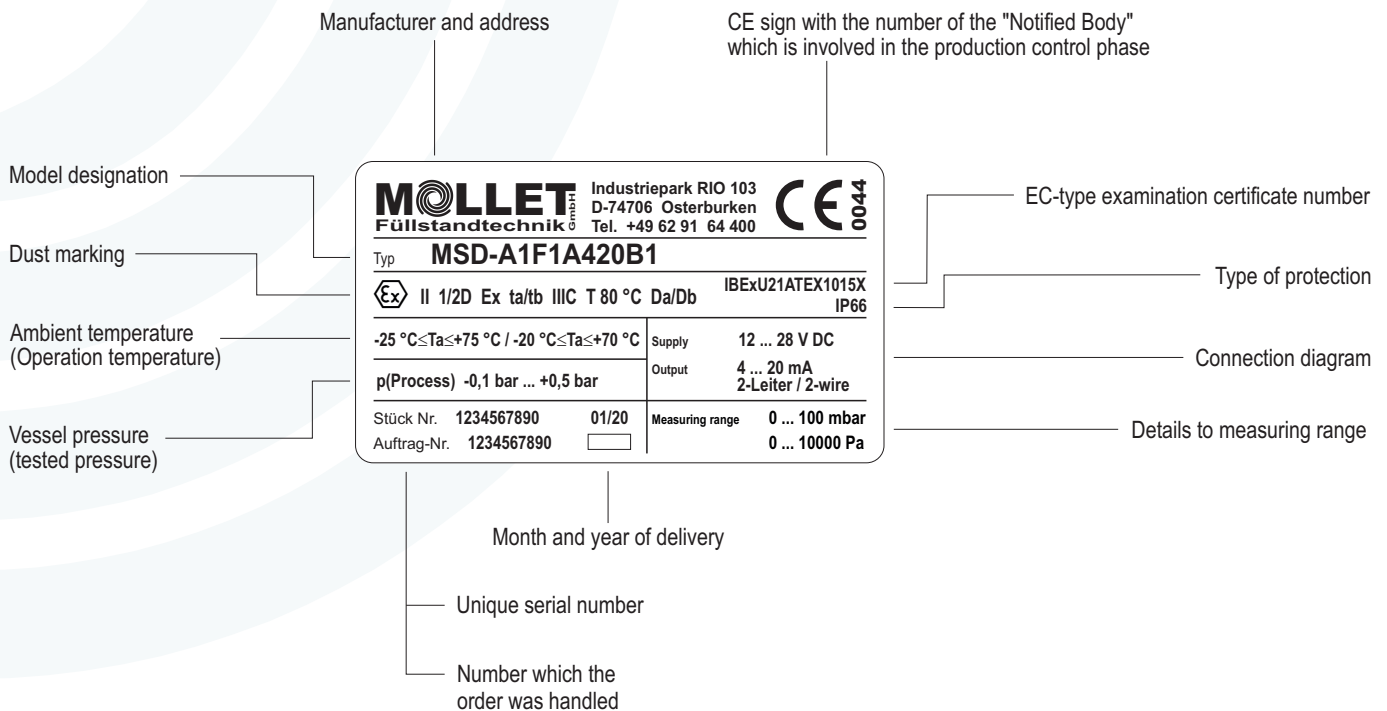 Manufacturer and address
CE sign with the number of the "Notified Body"
which is involved in the production control phase
Model designation
Dust marking
Ambient temperature
(Operation temperature)
Vessel pressure
(tested pressure)
MOLLET
GmbH
Füllstandtechnik
Industriepark RIO 103
D-74706 Osterburken
Tel. +49 62 91 64 400
CE 0044
Typ MSD-A1F1A420B1
Ex II 1/2D Ex ta/tb IIIC T 80 °C Da/Db
IBExU21ATEX1015X
IP66
-25 °C≤Ta≤+75 °C / -20 °C≤Ta≤+70 °C
p(Process) -0,1 bar ... +0,5 bar
Supply 12 ... 28 V DC
Output 4 ... 20 mA
2-Leiter / 2-wire
Stück Nr. 1234567890 01/20
Auftrag-Nr. 1234567890
Measuring range 0 ... 100 mbar
0 ... 10000 Pa
EC-type examination certificate number
Type of protection
Connection diagram
Details to measuring range
Month and year of delivery
Unique serial number
Number which the
order was handled